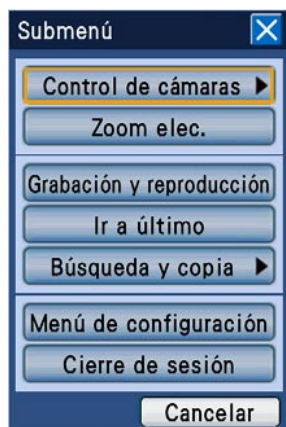 Submenú
Control de cámaras
Zoom elec.
Grabación y reproducción
Ir a último
Búsqueda y copia
Menú de configuración
Cierre de sesión
Cancelar